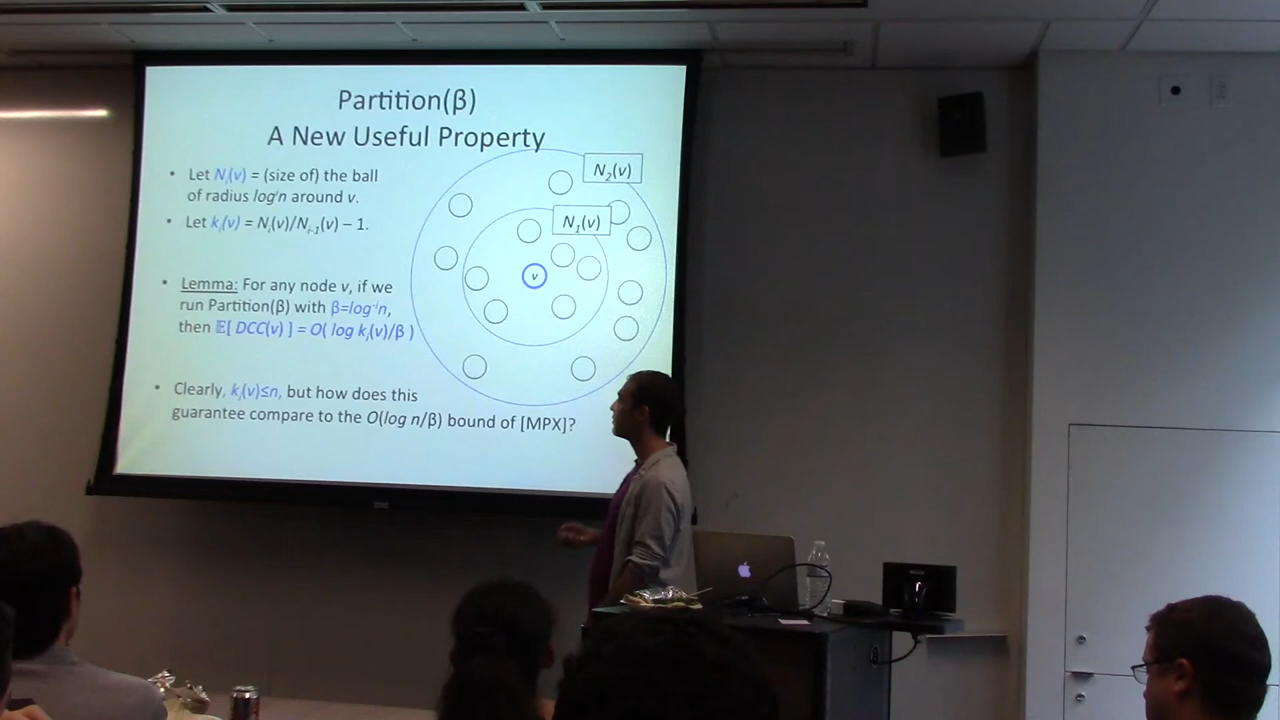 Partition(β)
A New Useful Property
• Let Nᵢ(v) = (size of) the ball
of radius logⁱn around v.
• Let kᵢ(v) = Nᵢ(v)/Nᵢ₋₁(v) – 1.
• Lemma: For any node v, if we
run Partition(β) with β=log⁻ⁱn,
then 𝔼[ DCC(v) ] = O( log kᵢ(v)/β )
• Clearly, kᵢ(v)≤n, but how does this
guarantee compare to the O(log n/β) bound of [MPX]?
N₂(v)
N₁(v)
v